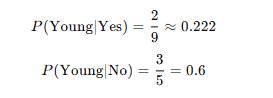 P(Young|Yes) = 2/9 ≈ 0.222
P(Young|No) = 3/5 = 0.6